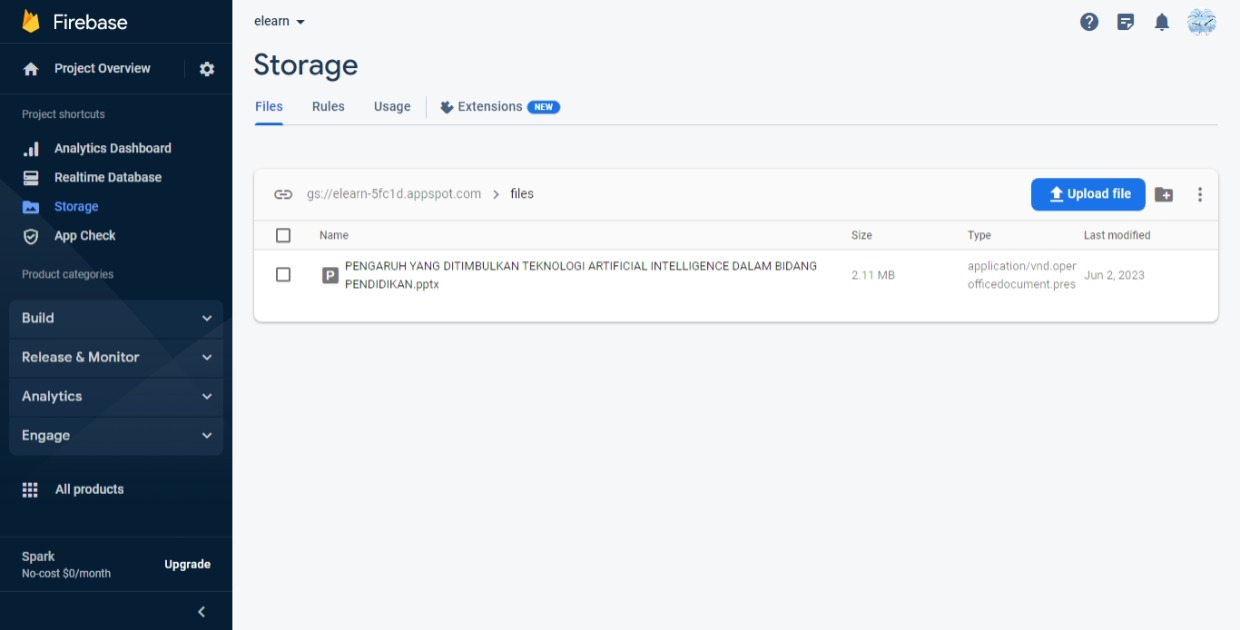 Firebase
elearn
Project Overview
Storage
Project shortcuts
Files Rules Usage Extensions NEW
Analytics Dashboard
Realtime Database
Storage
App Check
Product categories
Build
Release & Monitor
Analytics
Engage
All products
Spark
No-cost $0/month
Upgrade
gs://elearn-5fc1d.appspot.com > files
Upload file
Name Size Type Last modified
P
PENGARUH YANG DITIMBULKAN TEKNOLOGI ARTIFICIAL INTELLIGENCE DALAM BIDANG
PENDIDIKAN.pptx
2.11 MB
application/vnd.oper
officedocument.pres
Jun 2, 2023